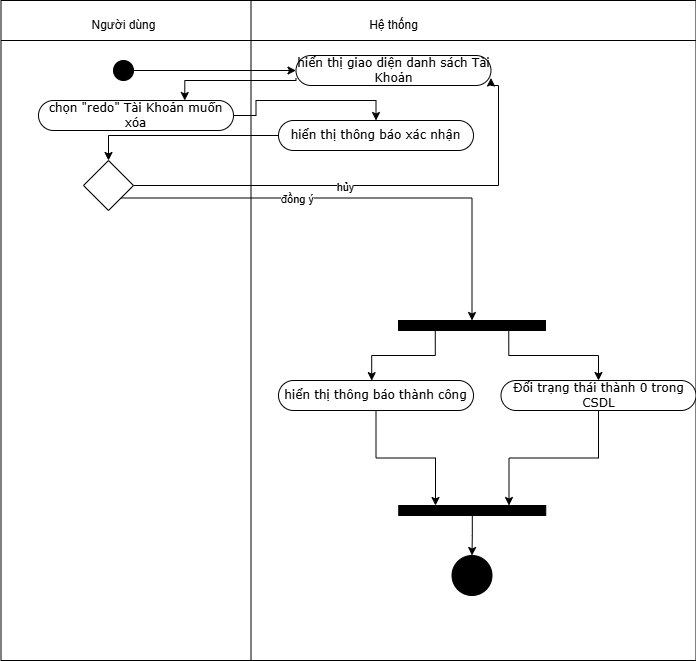 Người dùng
Hệ thống
hiển thị giao diện danh sách Tài
Khoản
chọn "redo" Tài Khoản muốn
xóa
hiển thị thông báo xác nhận
hủy
đồng ý
hiển thị thông báo thành công
Đổi trạng thái thành 0 trong
CSDL